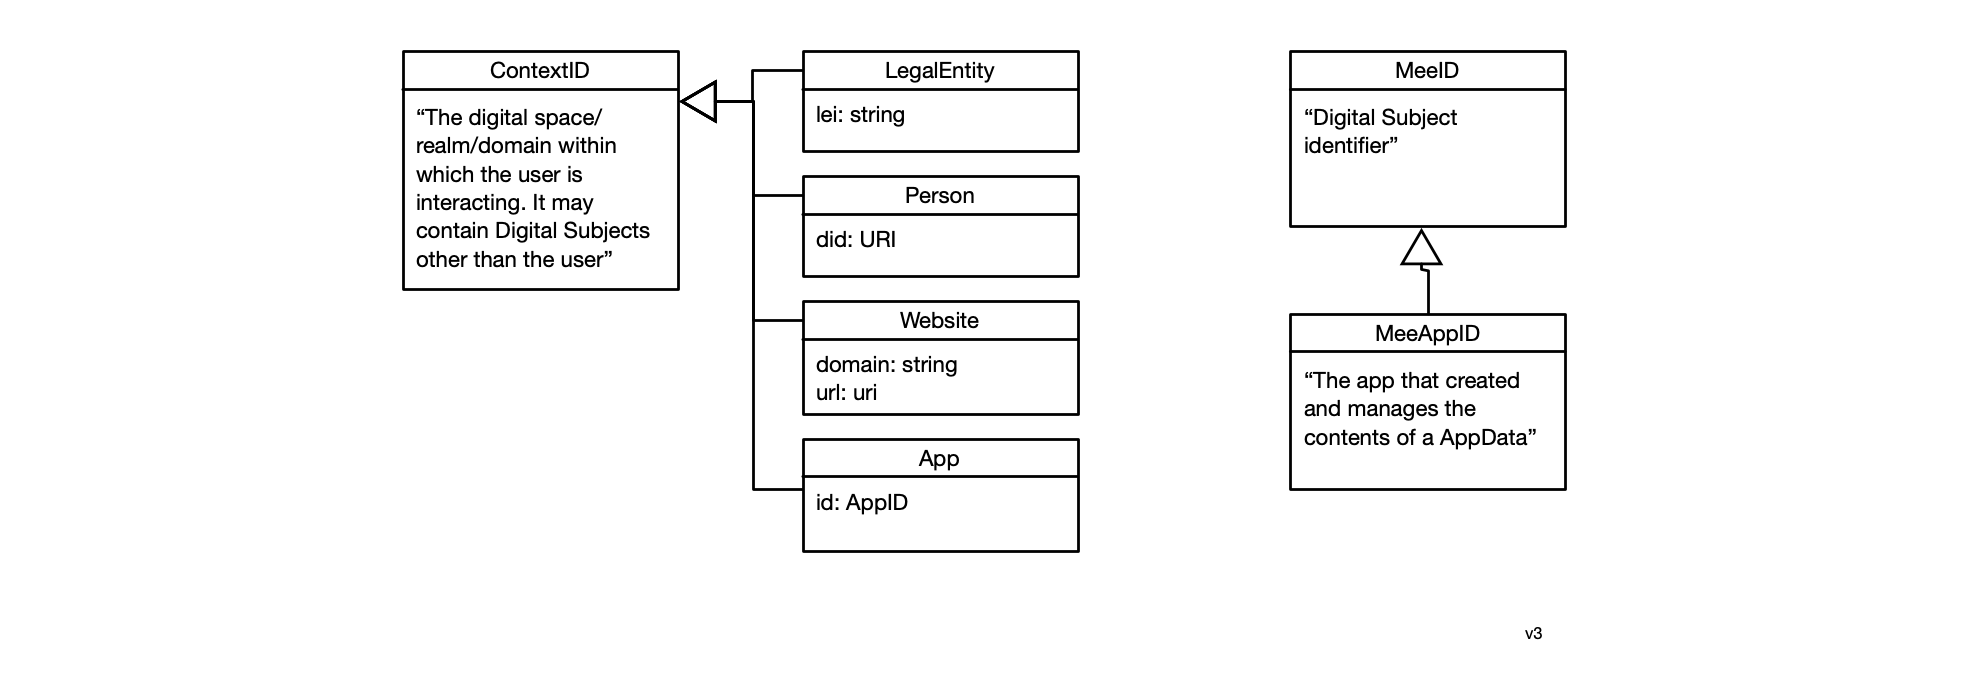 ContextID
“The digital space/
realm/domain within
which the user is
interacting. It may
contain Digital Subjects
other than the user”
LegalEntity
lei: string
Person
did: URI
Website
domain: string
url: uri
App
id: AppID
MeeID
“Digital Subject
identifier”
MeeAppID
“The app that created
and manages the
contents of a AppData”
v3